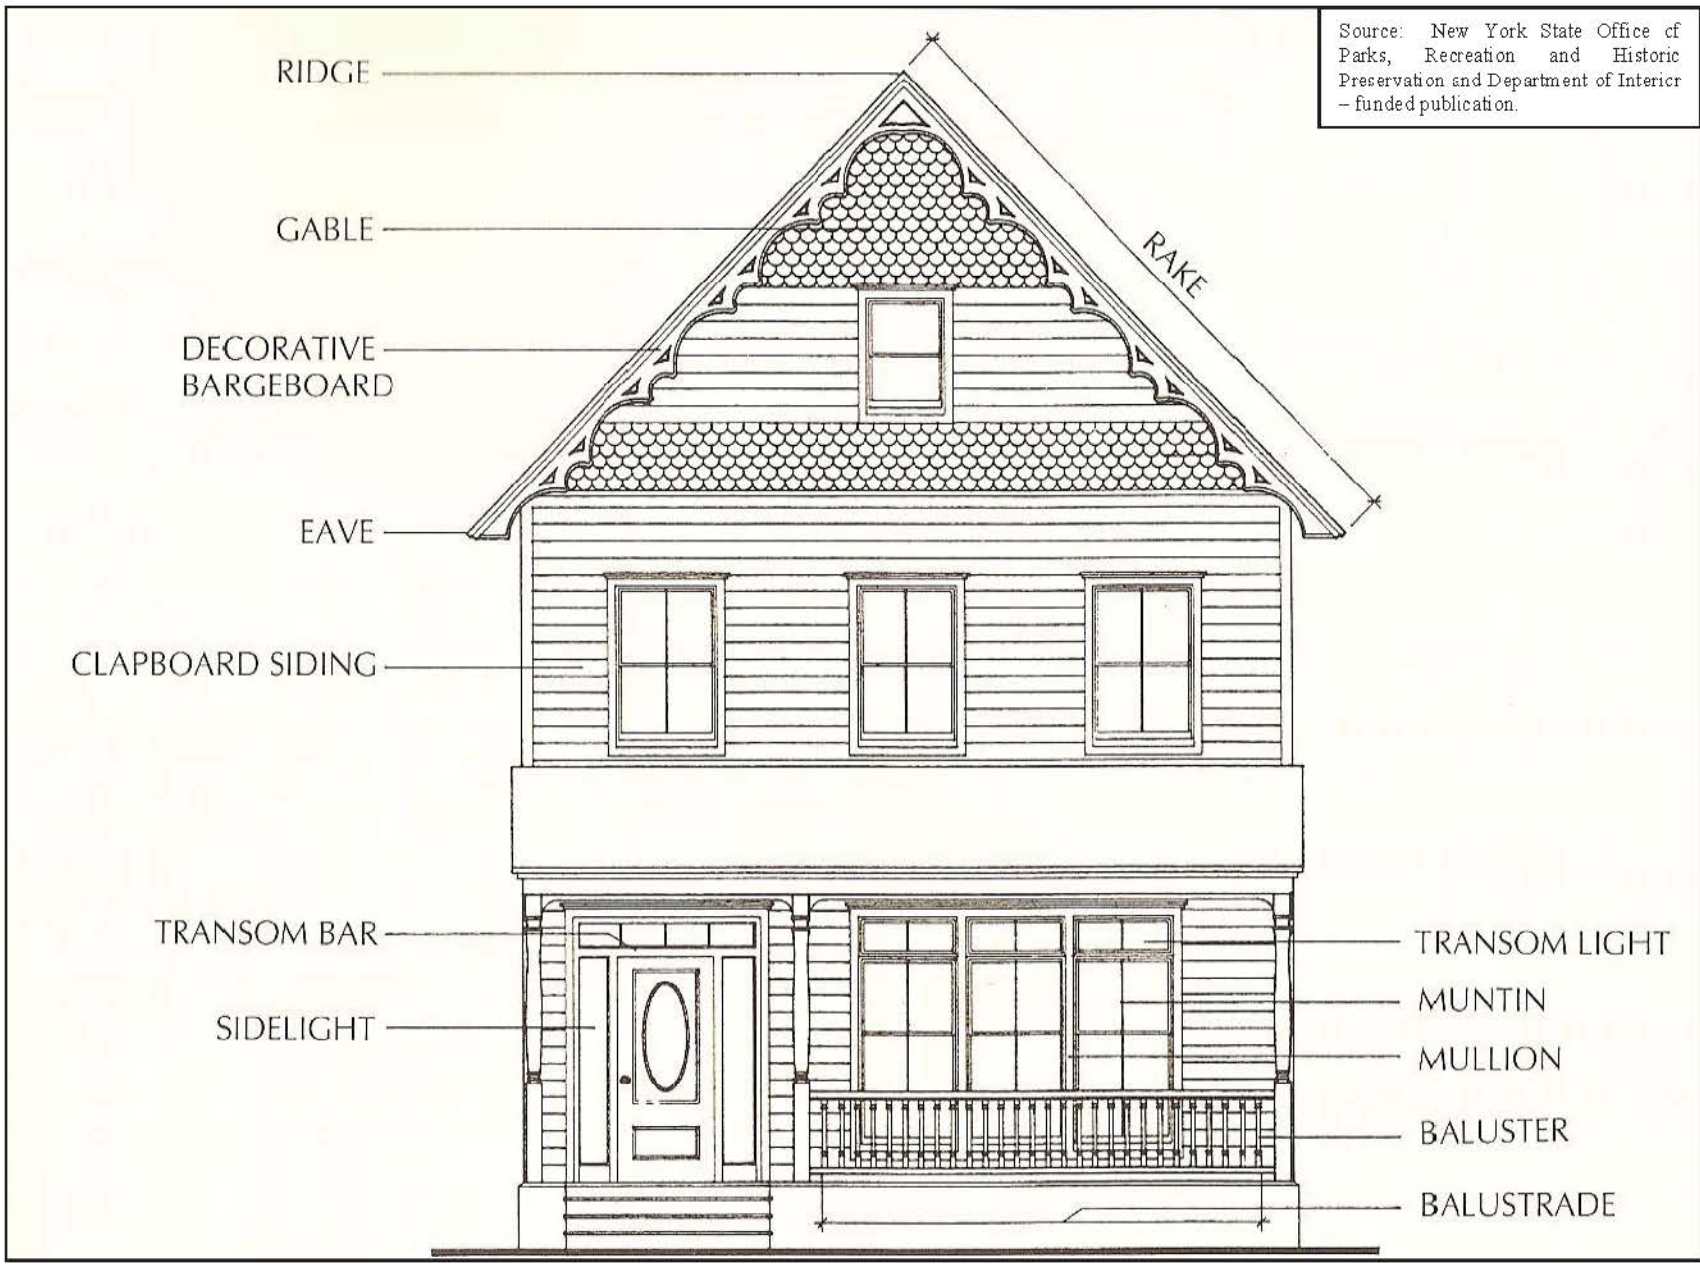 Source: New York State Office cf
Parks, Recreation and Historic
Preservation and Department of Intericr
– funded publication.
RIDGE
GABLE
RAKE
DECORATIVE
BARGEBOARD
EAVE
CLAPBOARD SIDING
TRANSOM BAR
SIDELIGHT
TRANSOM LIGHT
MUNTIN
MULLION
BALUSTER
BALUSTRADE